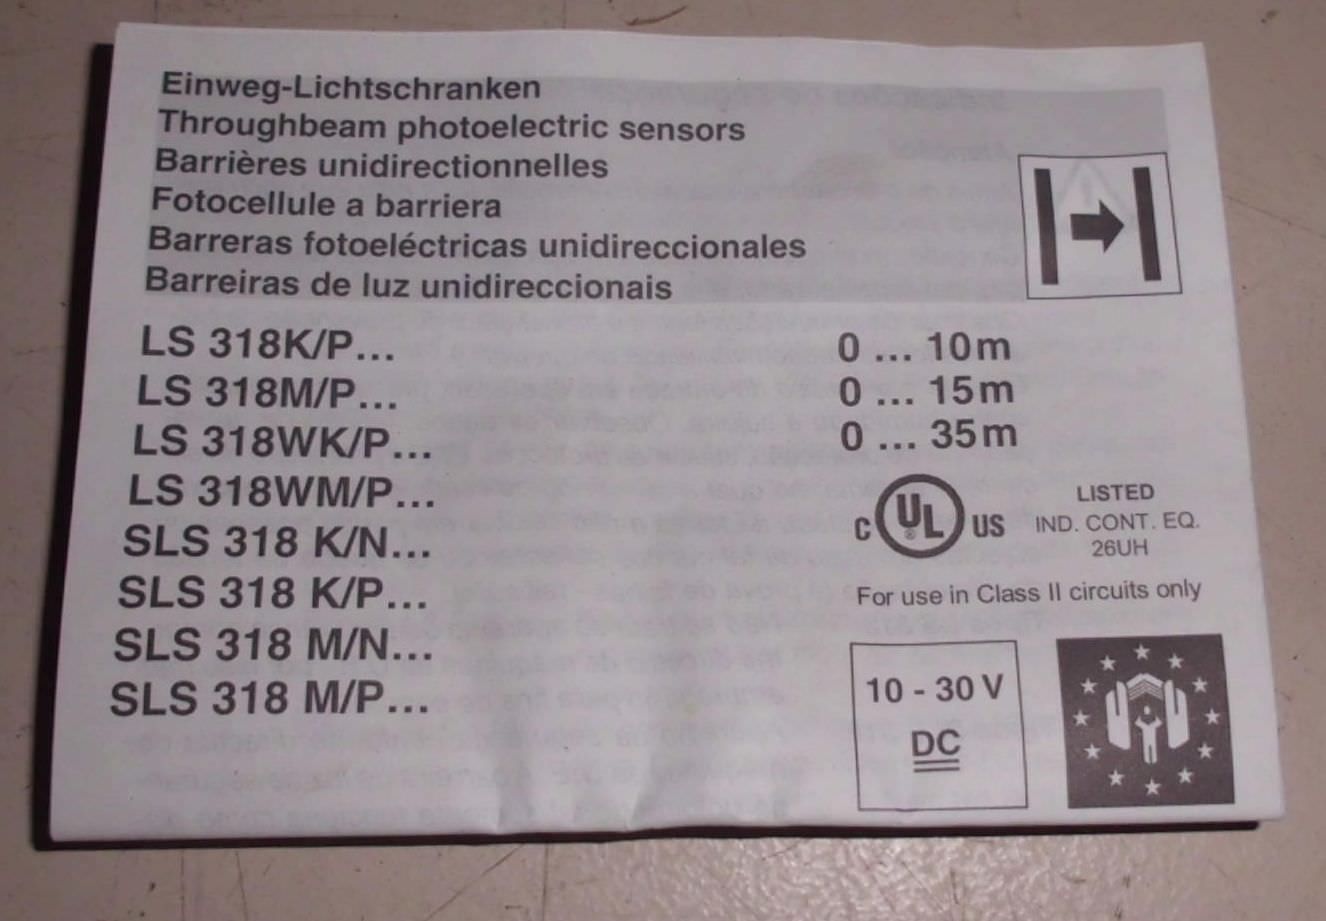 Einweg-Lichtschranken
Throughbeam photoelectric sensors
Barrières unidirectionnelles
Fotocellule a barriera
Barreras fotoeléctricas unidireccionales
Barreiras de luz unidireccionais
LS 318K/P... 0 ... 10m
LS 318M/P... 0 ... 15m
LS 318WK/P... 0 ... 35m
LS 318WM/P...
SLS 318 K/N...
SLS 318 K/P...
SLS 318 M/N...
SLS 318 M/P...
C UL ® US
LISTED
IND. CONT. EQ.
26UH
For use in Class II circuits only
10 - 30 V
DC